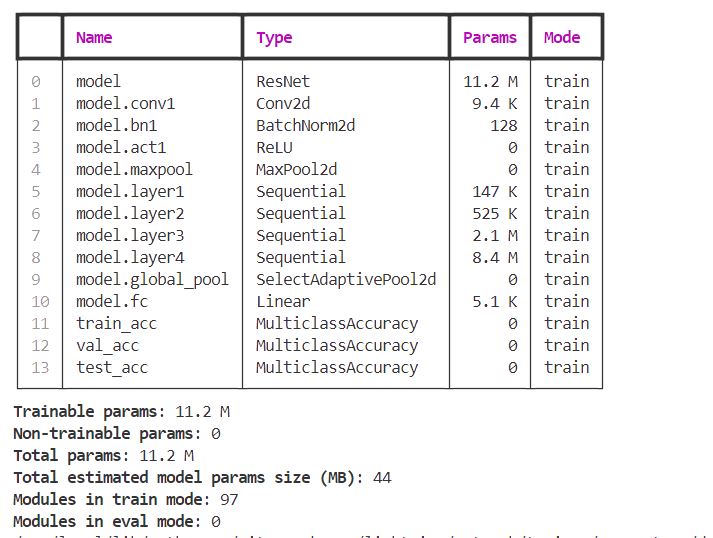 Name Type Params Mode
0 model ResNet 11.2 M train
1 model.conv1 Conv2d 9.4 K train
2 model.bn1 BatchNorm2d 128 train
3 model.act1 ReLU 0 train
4 model.maxpool MaxPool2d 0 train
5 model.layer1 Sequential 147 K train
6 model.layer2 Sequential 525 K train
7 model.layer3 Sequential 2.1 M train
8 model.layer4 Sequential 8.4 M train
9 model.global_pool SelectAdaptivePool2d 0 train
10 model.fc Linear 5.1 K train
11 train_acc MulticlassAccuracy 0 train
12 val_acc MulticlassAccuracy 0 train
13 test_acc MulticlassAccuracy 0 train
Trainable params: 11.2 M
Non-trainable params: 0
Total params: 11.2 M
Total estimated model params size (MB): 44
Modules in train mode: 97
Modules in eval mode: 0